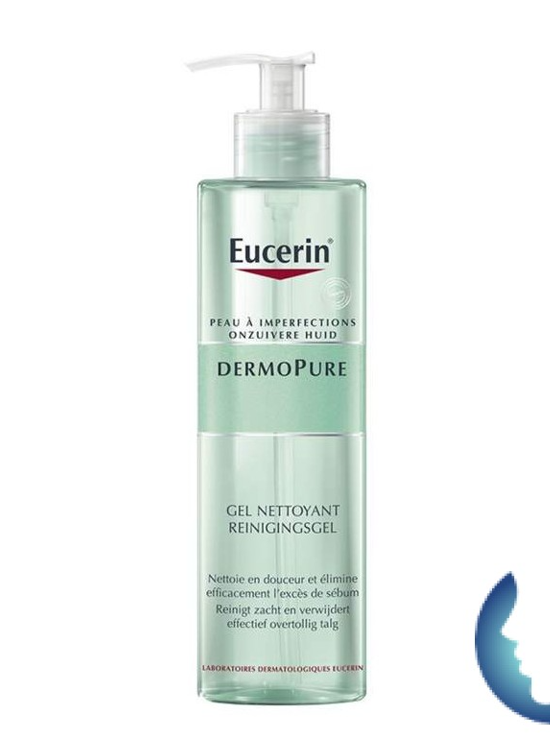 Eucerin®
PEAU À IMPERFECTIONS
ONZUIVERE HUID
DERMOPURE
GEL NETTOYANT
REINIGINGSGEL
Nettoie en douceur et élimine
efficacement l'excès de sébum
Reinigt zacht en verwijdert
effectief overtollig talg
LABORATOIRES DERMATOLOGIQUES EUCERIN